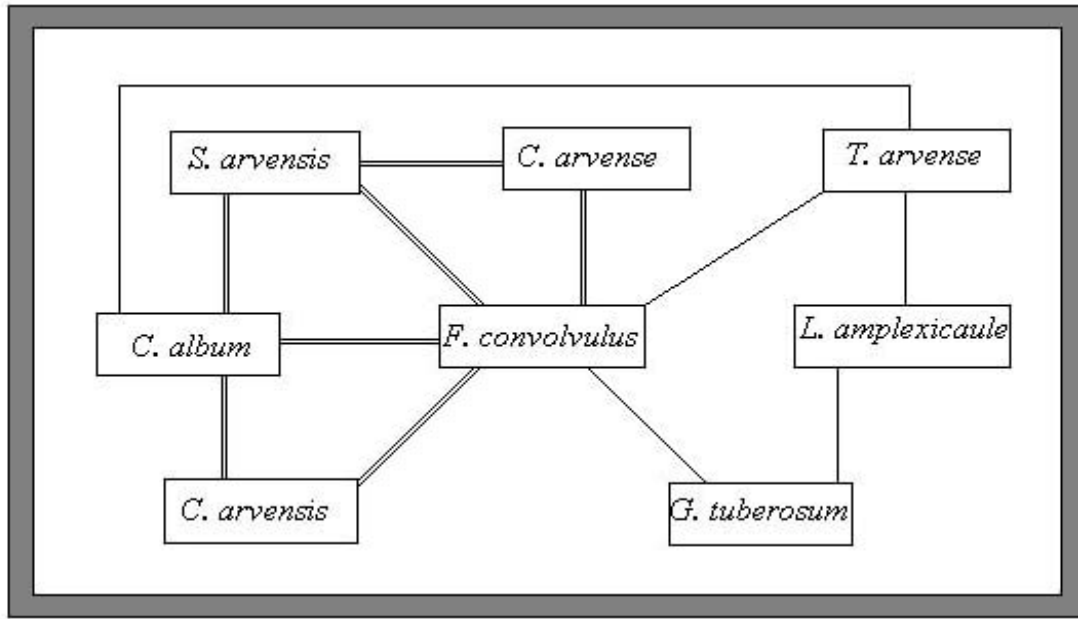 S. arvensis
C. arvense
T. arvense
C. album
F. convolvulus
L. amplexicaule
C. arvensis
G. tuberosum